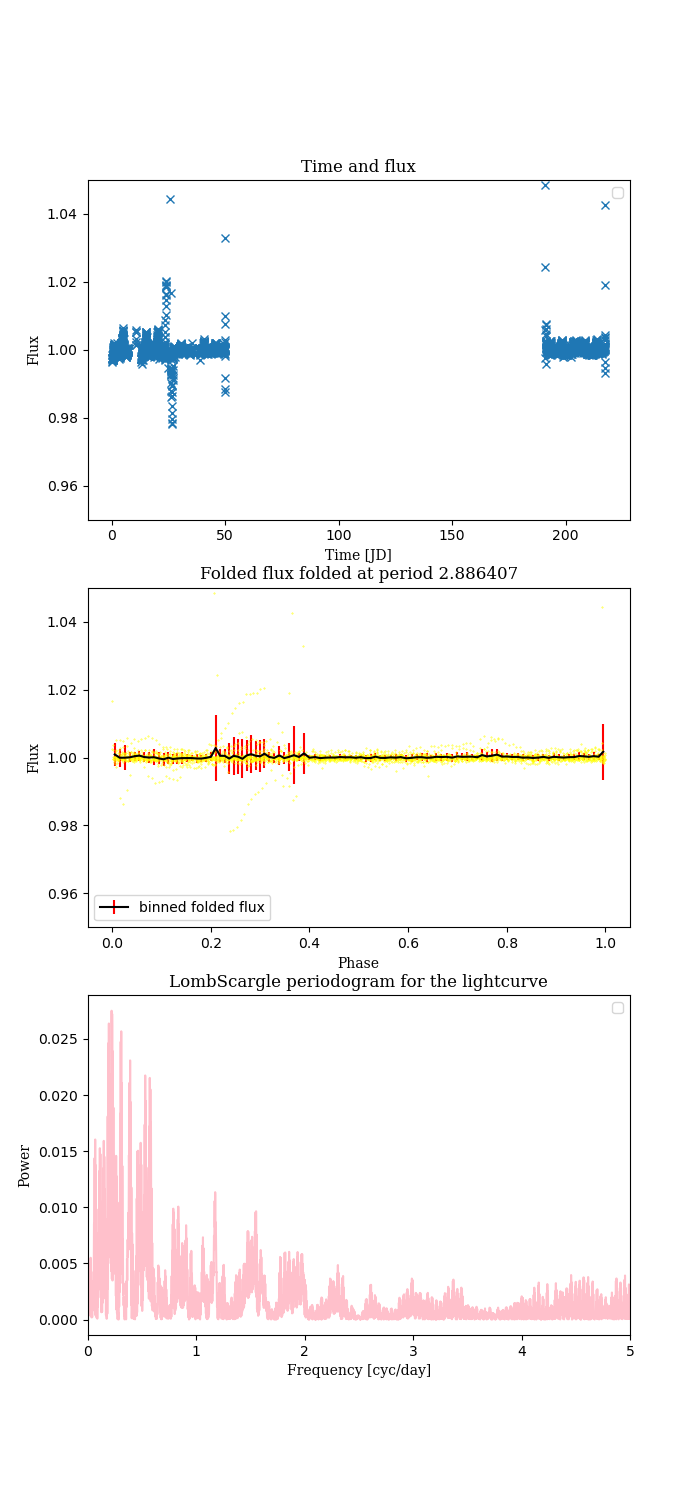 Time and flux
1.04
1.02
1.00
0.98
0.96
Flux
0 50 100 150 200
Time [JD]
Folded flux folded at period 2.886407
1.04
1.02
1.00
0.98
0.96
Flux
binned folded flux
0.0 0.2 0.4 0.6 0.8 1.0
Phase
LombScargle periodogram for the lightcurve
0.025
0.020
0.015
0.010
0.005
0.000
Power
0 1 2 3 4 5
Frequency [cyc/day]